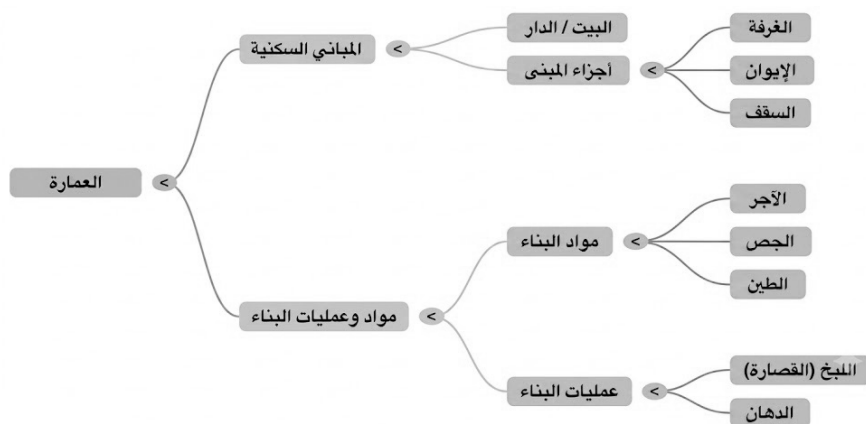 العمارة
المباني السكنية
البيت / الدار
أجزاء المبنى
الغرفة
الإيوان
السقف
مواد وعمليات البناء
مواد البناء
الآجر
الجص
الطين
عمليات البناء
اللبخ (القصارة)
الدهان